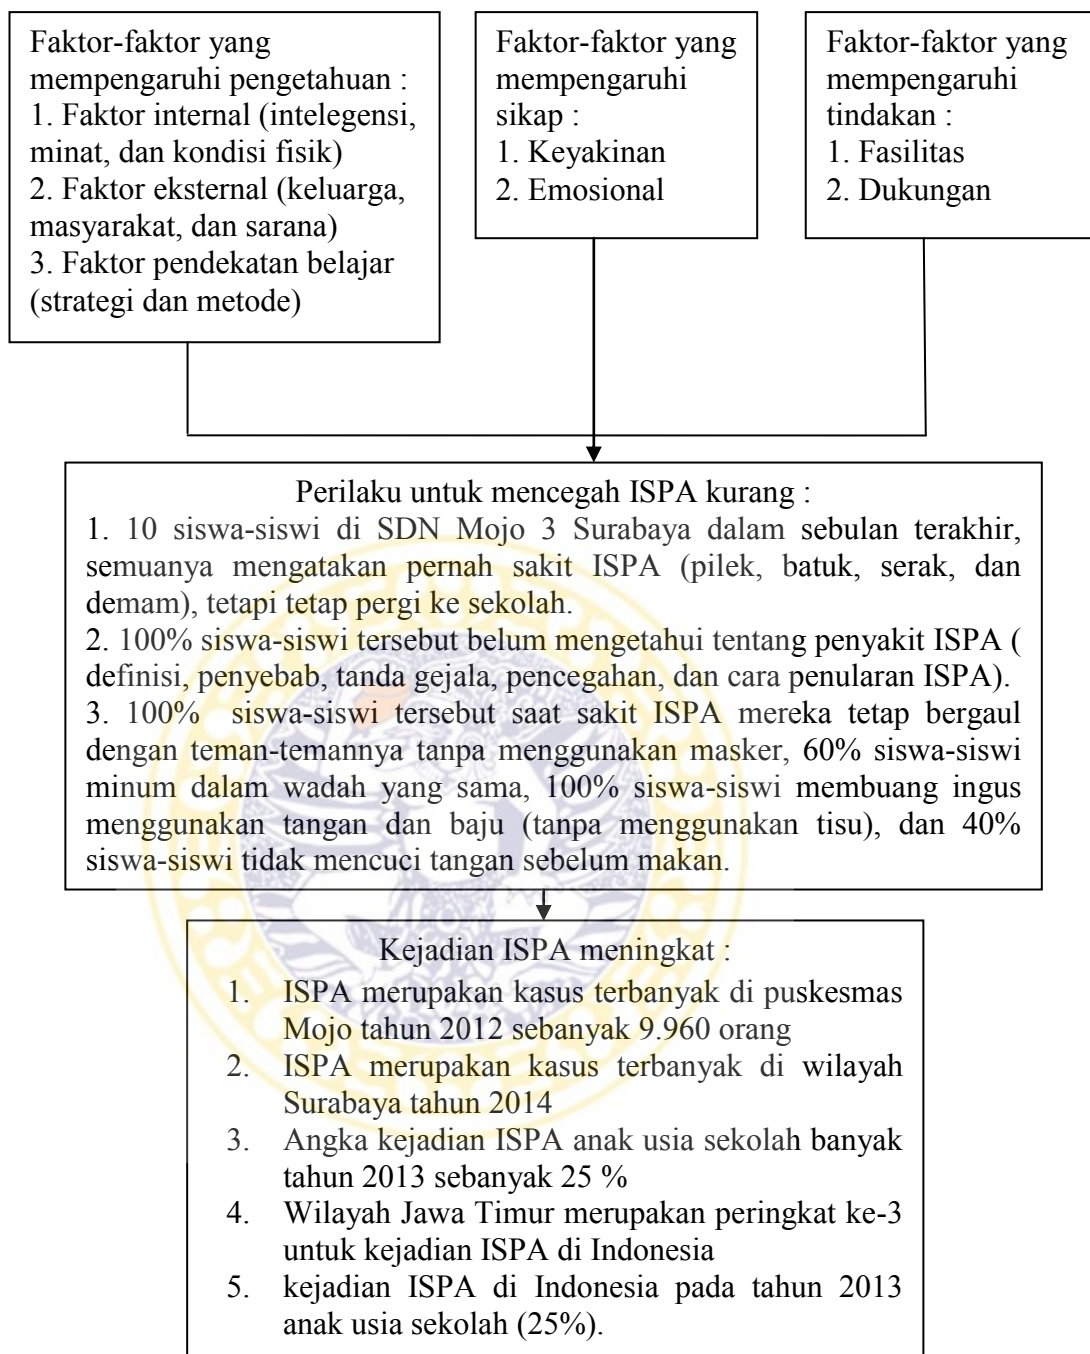 Faktor-faktor yang
mempengaruhi pengetahuan :
1. Faktor internal (intelegensi,
minat, dan kondisi fisik)
2. Faktor eksternal (keluarga,
masyarakat, dan sarana)
3. Faktor pendekatan belajar
(strategi dan metode)
Faktor-faktor yang
mempengaruhi
sikap :
1. Keyakinan
2. Emosional
Faktor-faktor yang
mempengaruhi
tindakan :
1. Fasilitas
2. Dukungan
Perilaku untuk mencegah ISPA kurang :
1. 10 siswa-siswi di SDN Mojo 3 Surabaya dalam sebulan terakhir,
semuanya mengatakan pernah sakit ISPA (pilek, batuk, serak, dan
demam), tetapi tetap pergi ke sekolah.
2. 100% siswa-siswi tersebut belum mengetahui tentang penyakit ISPA (
definisi, penyebab, tanda gejala, pencegahan, dan cara penularan ISPA).
3. 100% siswa-siswi tersebut saat sakit ISPA mereka tetap bergaul
dengan teman-temannya tanpa menggunakan masker, 60% siswa-siswi
minum dalam wadah yang sama, 100% siswa-siswi membuang ingus
menggunakan tangan dan baju (tanpa menggunakan tisu), dan 40%
siswa-siswi tidak mencuci tangan sebelum makan.
Kejadian ISPA meningkat :
1. ISPA merupakan kasus terbanyak di puskesmas
Mojo tahun 2012 sebanyak 9.960 orang
2. ISPA merupakan kasus terbanyak di wilayah
Surabaya tahun 2014
3. Angka kejadian ISPA anak usia sekolah banyak
tahun 2013 sebanyak 25 %
4. Wilayah Jawa Timur merupakan peringkat ke-3
untuk kejadian ISPA di Indonesia
5. kejadian ISPA di Indonesia pada tahun 2013
anak usia sekolah (25%).